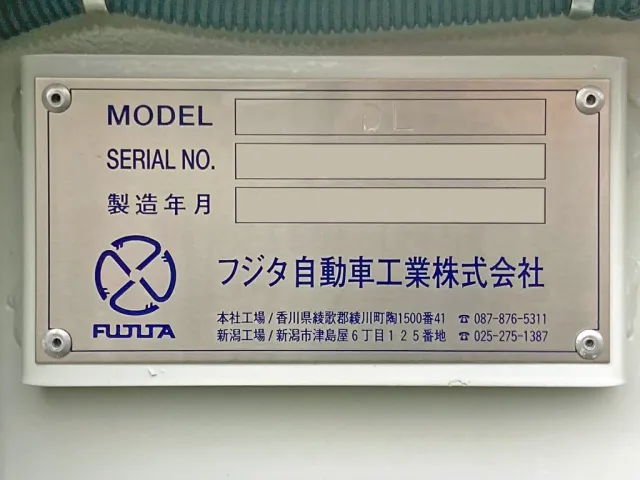 MODEL DL
SERIAL NO.
製造年月
フジタ自動車工業株式会社
FUJITA
本社工場/香川県綾歌郡綾川町陶1500番41 ☎087-876-5311
新潟工場/新潟市津島屋6丁目125番地 ☎025-275-1387